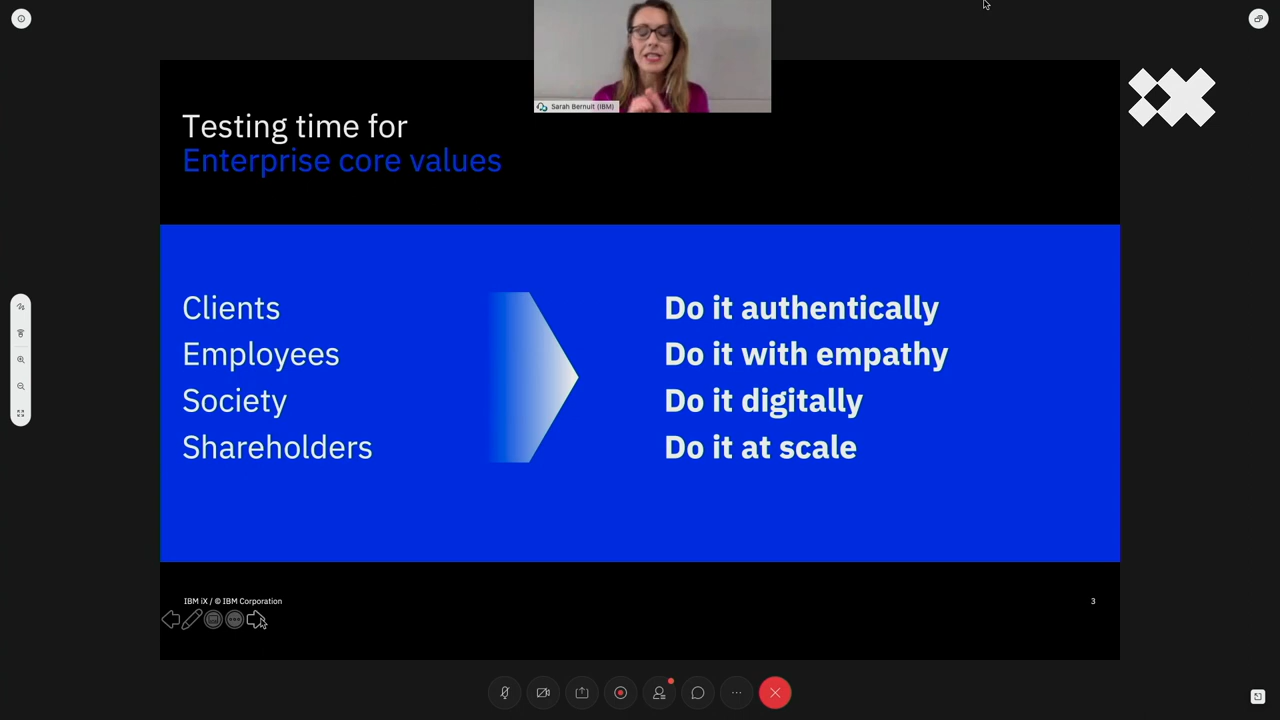 Sarah Bernuit (IBM)
Testing time for
Enterprise core values
Clients
Employees
Society
Shareholders
Do it authentically
Do it with empathy
Do it digitally
Do it at scale
IBM iX / © IBM Corporation
3